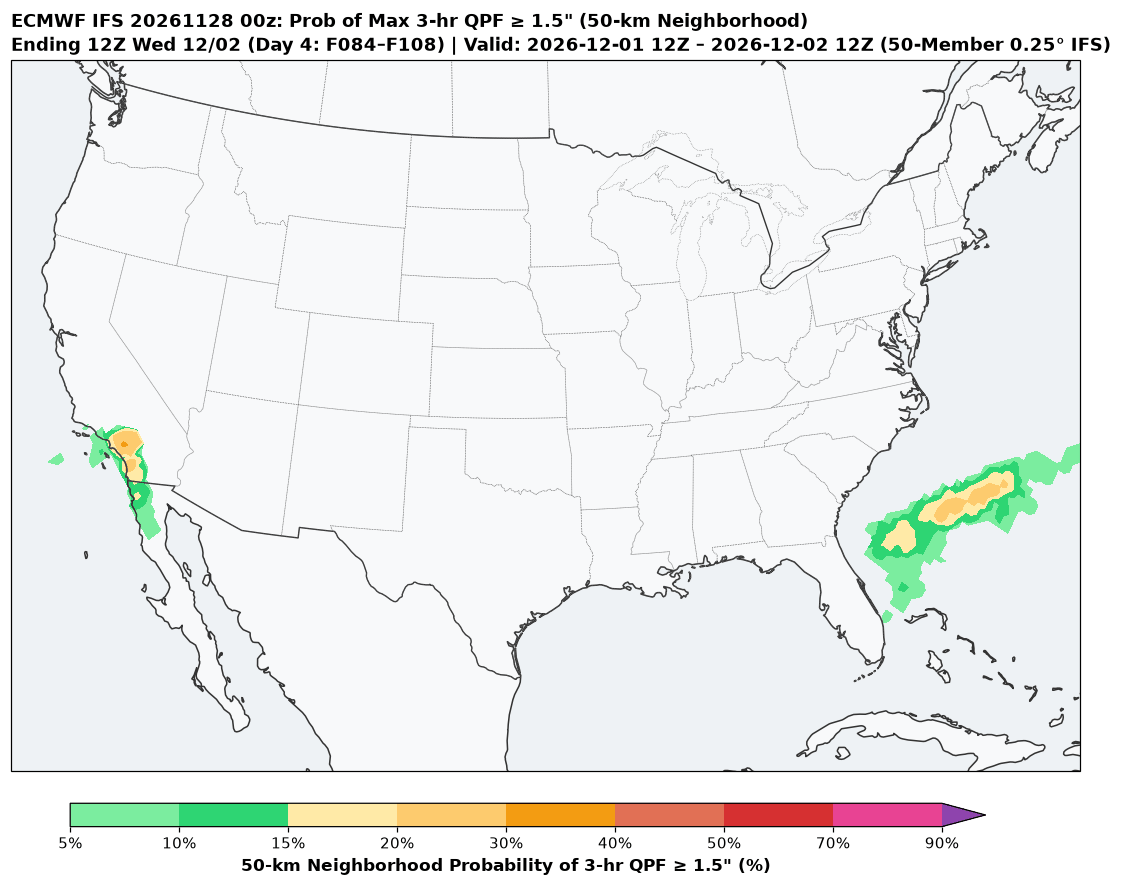 ECMWF IFS 20261128 00z: Prob of Max 3-hr QPF ≥ 1.5" (50-km Neighborhood)
Ending 12Z Wed 12/02 (Day 4: F084–F108) | Valid: 2026-12-01 12Z – 2026-12-02 12Z (50-Member 0.25° IFS)
5% 10% 15% 20% 30% 40% 50% 70% 90%
50-km Neighborhood Probability of 3-hr QPF ≥ 1.5" (%)